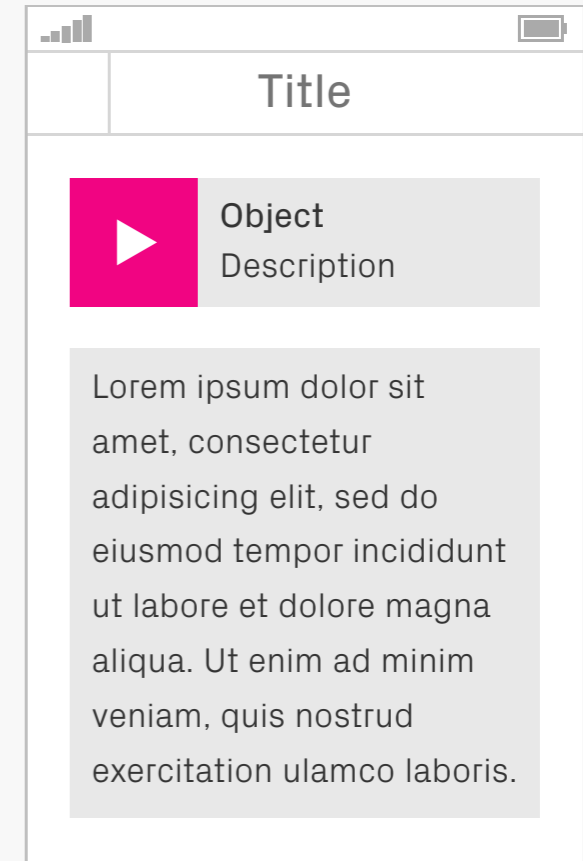 Title
Object
Description
Lorem ipsum dolor sit
amet, consectetur
adipisicing elit, sed do
eiusmod tempor incididunt
ut labore et dolore magna
aliqua. Ut enim ad minim
veniam, quis nostrud
exercitation ulamco laboris.